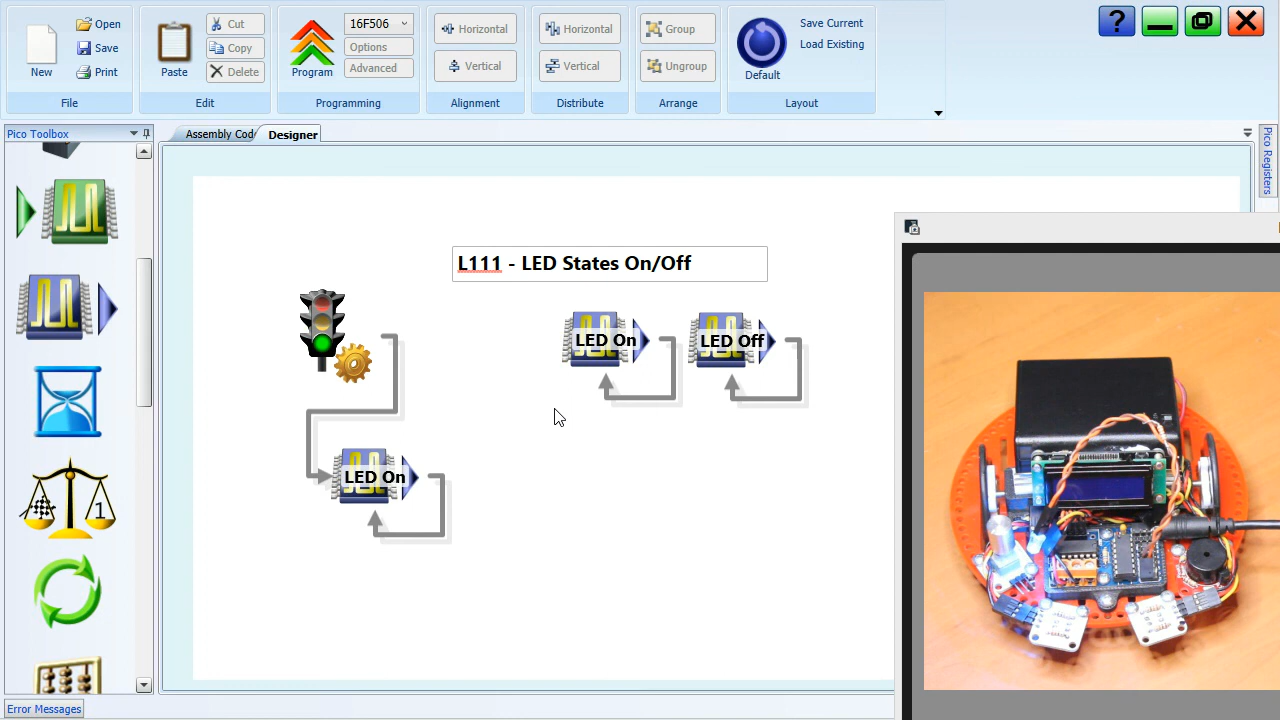 New
Open
Save
Print
File
Paste
Cut
Copy
Delete
Edit
Program
16F506
Options
Advanced
Programming
Horizontal
Vertical
Alignment
Horizontal
Vertical
Distribute
Group
Ungroup
Arrange
Default
Save Current
Load Existing
Layout
?
Pico Toolbox
Assembly Cod
Designer
Pico Registers
L111 - LED States On/Off
LED On
LED Off
LED On
1
Error Messages